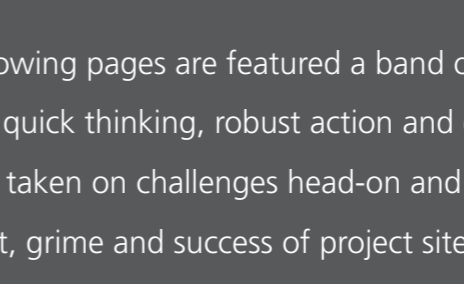 owing pages are featured a band
quick thinking, robust action and
taken on challenges head-on and
, grime and success of project site